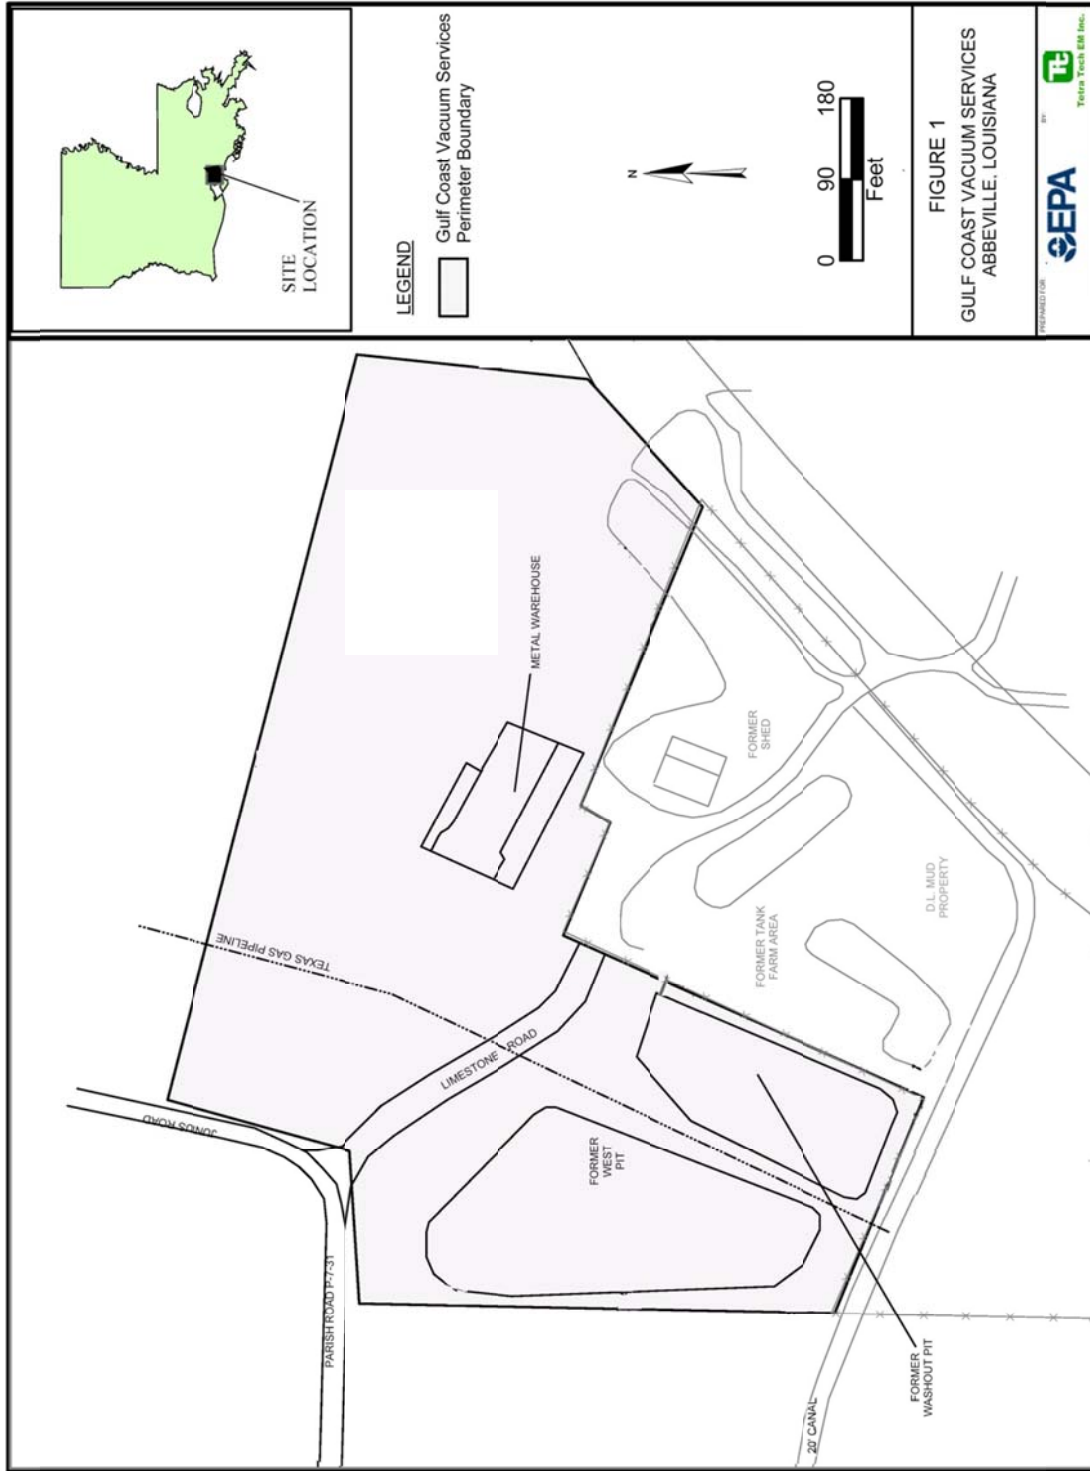 JUNUS ROAD
PARISH ROAD P-7-31
TEXAS GAS PIPELINE
LIMESTONE ROAD
METAL WAREHOUSE
FORMER
WEST
PIT
FORMER
SHED
FORMER TANK
FARM AREA
D.L. MUD
PROPERTY
20' CANAL
FORMER
WASHOUT PIT
SITE
LOCATION
LEGEND
Gulf Coast Vacuum Services
Perimeter Boundary
N
0 90 180
Feet
FIGURE 1
GULF COAST VACUUM SERVICES
ABBEVILLE, LOUISIANA
PREPARED FOR:
EPA
BY:
Tt
Tetra Tech EM Inc.